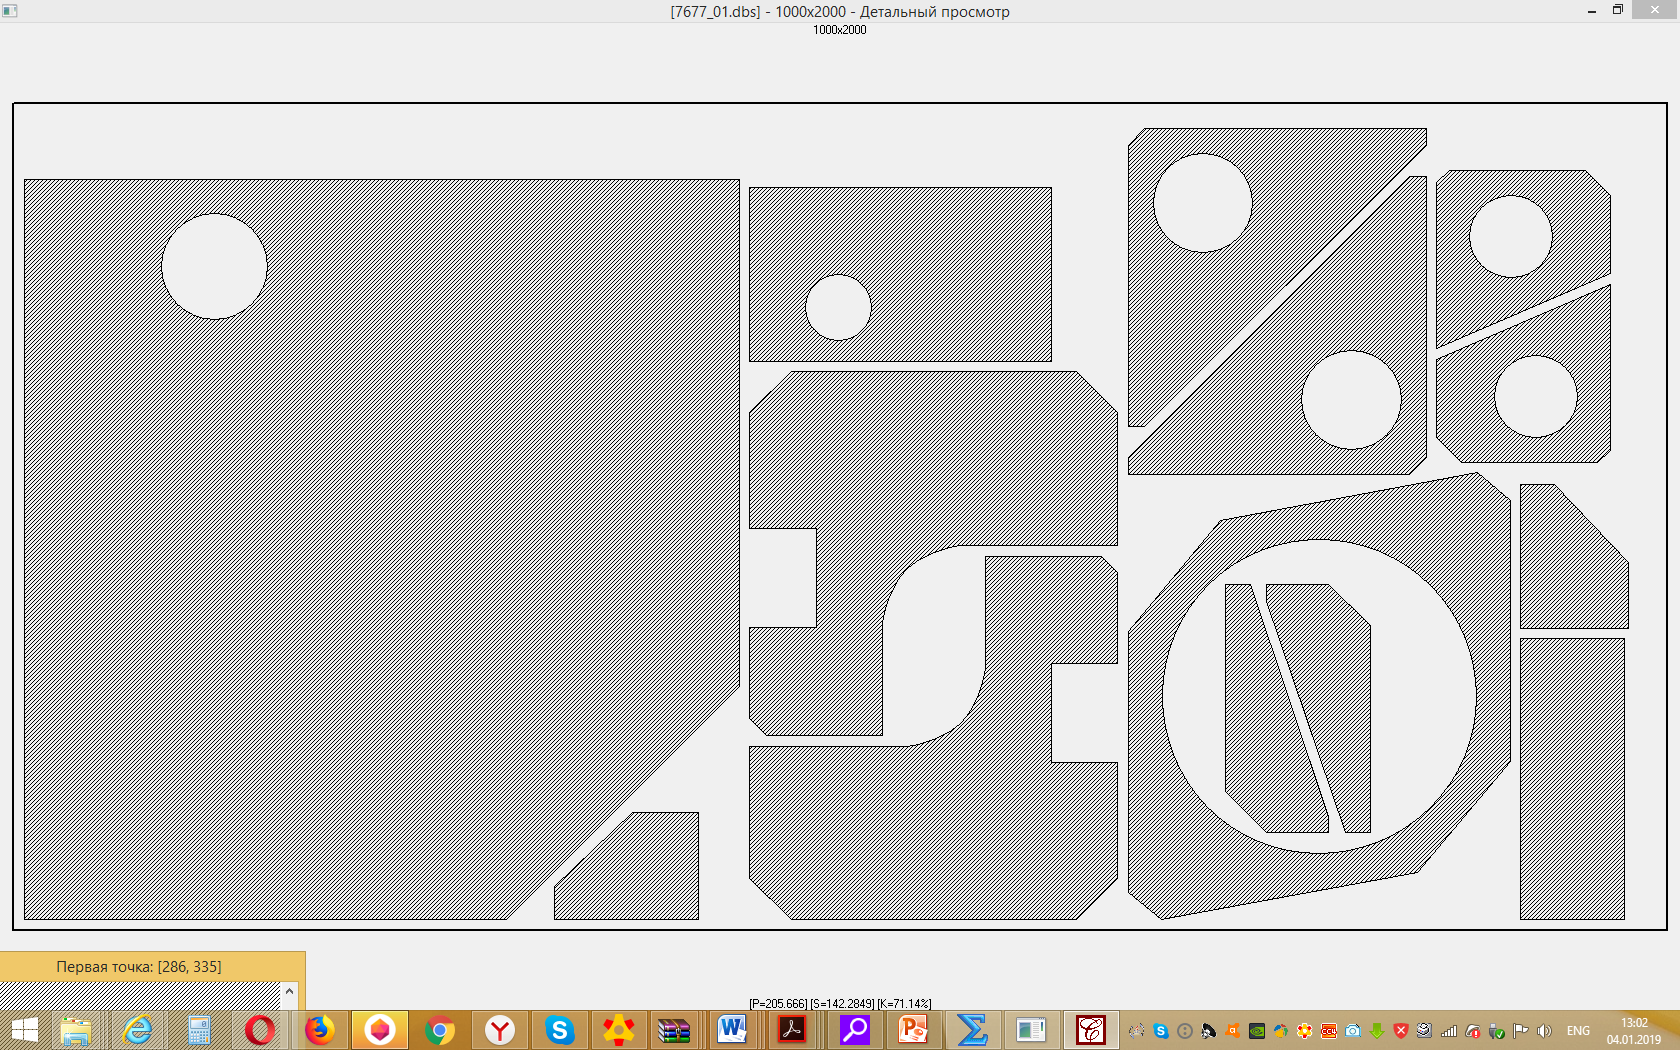 [7677_01.dbs] - 1000x2000 - Детальный просмотр
1000x2000
Первая точка: [286, 335]
[P=205.666] [S=142.2849] [K=71.14%]
ENG
13:02
04.01.2019